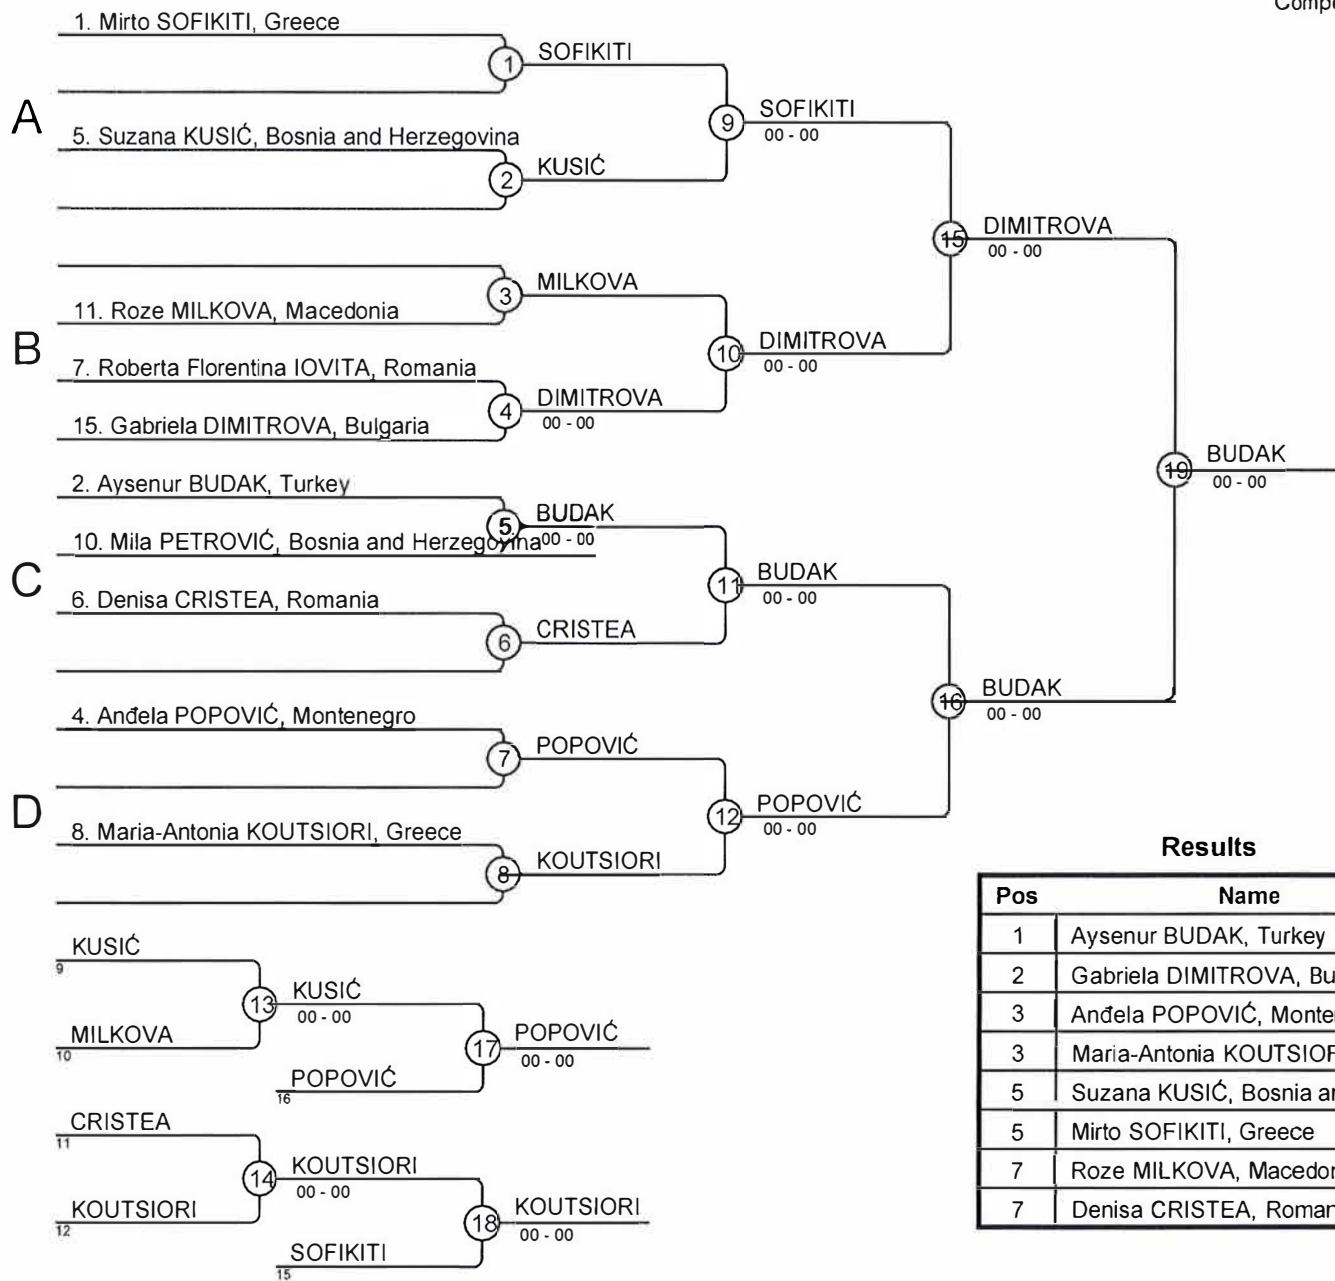 Compe
1. Mirto SOFIKITI, Greece
1 SOFIKITI
A
9 SOFIKITI
00 - 00
5. Suzana KUSIĆ, Bosnia and Herzegovina
2 KUSIĆ
15 DIMITROVA
00 - 00
3 MILKOVA
11. Roze MILKOVA, Macedonia
B
10 DIMITROVA
00 - 00
7. Roberta Florentina IOVITA, Romania
4 DIMITROVA
00 - 00
15. Gabriela DIMITROVA, Bulgaria
19 BUDAK
00 - 00
2. Aysenur BUDAK, Turkey
5 BUDAK
00 - 00
10. Mila PETROVIĆ, Bosnia and Herzegovina
C
11 BUDAK
00 - 00
6. Denisa CRISTEA, Romania
6 CRISTEA
16 BUDAK
00 - 00
4. Anđela POPOVIĆ, Montenegro
7 POPOVIĆ
D
12 POPOVIĆ
00 - 00
8. Maria-Antonia KOUTSIORI, Greece
8 KOUTSIORI
KUSIĆ
9
13 KUSIĆ
00 - 00
MILKOVA
10
17 POPOVIĆ
00 - 00
POPOVIĆ
16
CRISTEA
11
14 KOUTSIORI
00 - 00
KOUTSIORI
12
18 KOUTSIORI
00 - 00
SOFIKITI
15
Results
Pos Name
1 Aysenur BUDAK, Turkey
2 Gabriela DIMITROVA, Bu
3 Anđela POPOVIĆ, Monte
3 Maria-Antonia KOUTSIOR
5 Suzana KUSIĆ, Bosnia a
5 Mirto SOFIKITI, Greece
7 Roze MILKOVA, Macedo
7 Denisa CRISTEA, Roma